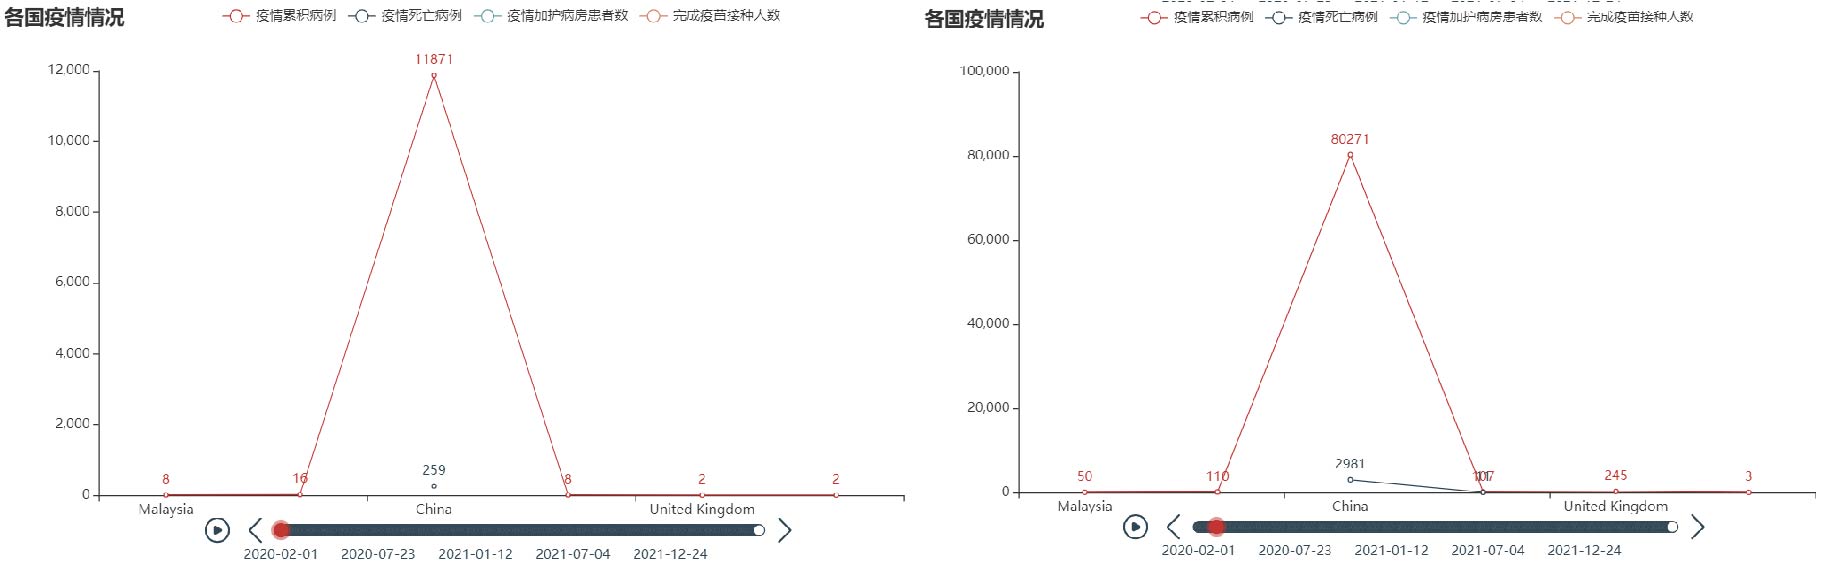 各国疫情情况
疫情累积病例 疫情死亡病例 疫情加护病房患者数 完成疫苗接种人数
12,000
10,000
8,000
6,000
4,000
2,000
0
11871
259
8 16 8 2 2
Malaysia China United Kingdom
2020-02-01 2020-07-23 2021-01-12 2021-07-04 2021-12-24
各国疫情情况
疫情累积病例 疫情死亡病例 疫情加护病房患者数 完成疫苗接种人数
100,000
80,000
60,000
40,000
20,000
0
80271
2981
50 110 245 3
Malaysia China United Kingdom
2020-02-01 2020-07-23 2021-01-12 2021-07-04 2021-12-24